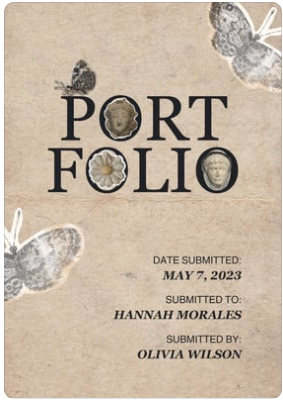 PORT
FOLIO
DATE SUBMITTED:
MAY 7, 2023
SUBMITTED TO:
HANNAH MORALES
SUBMITTED BY:
OLIVIA WILSON